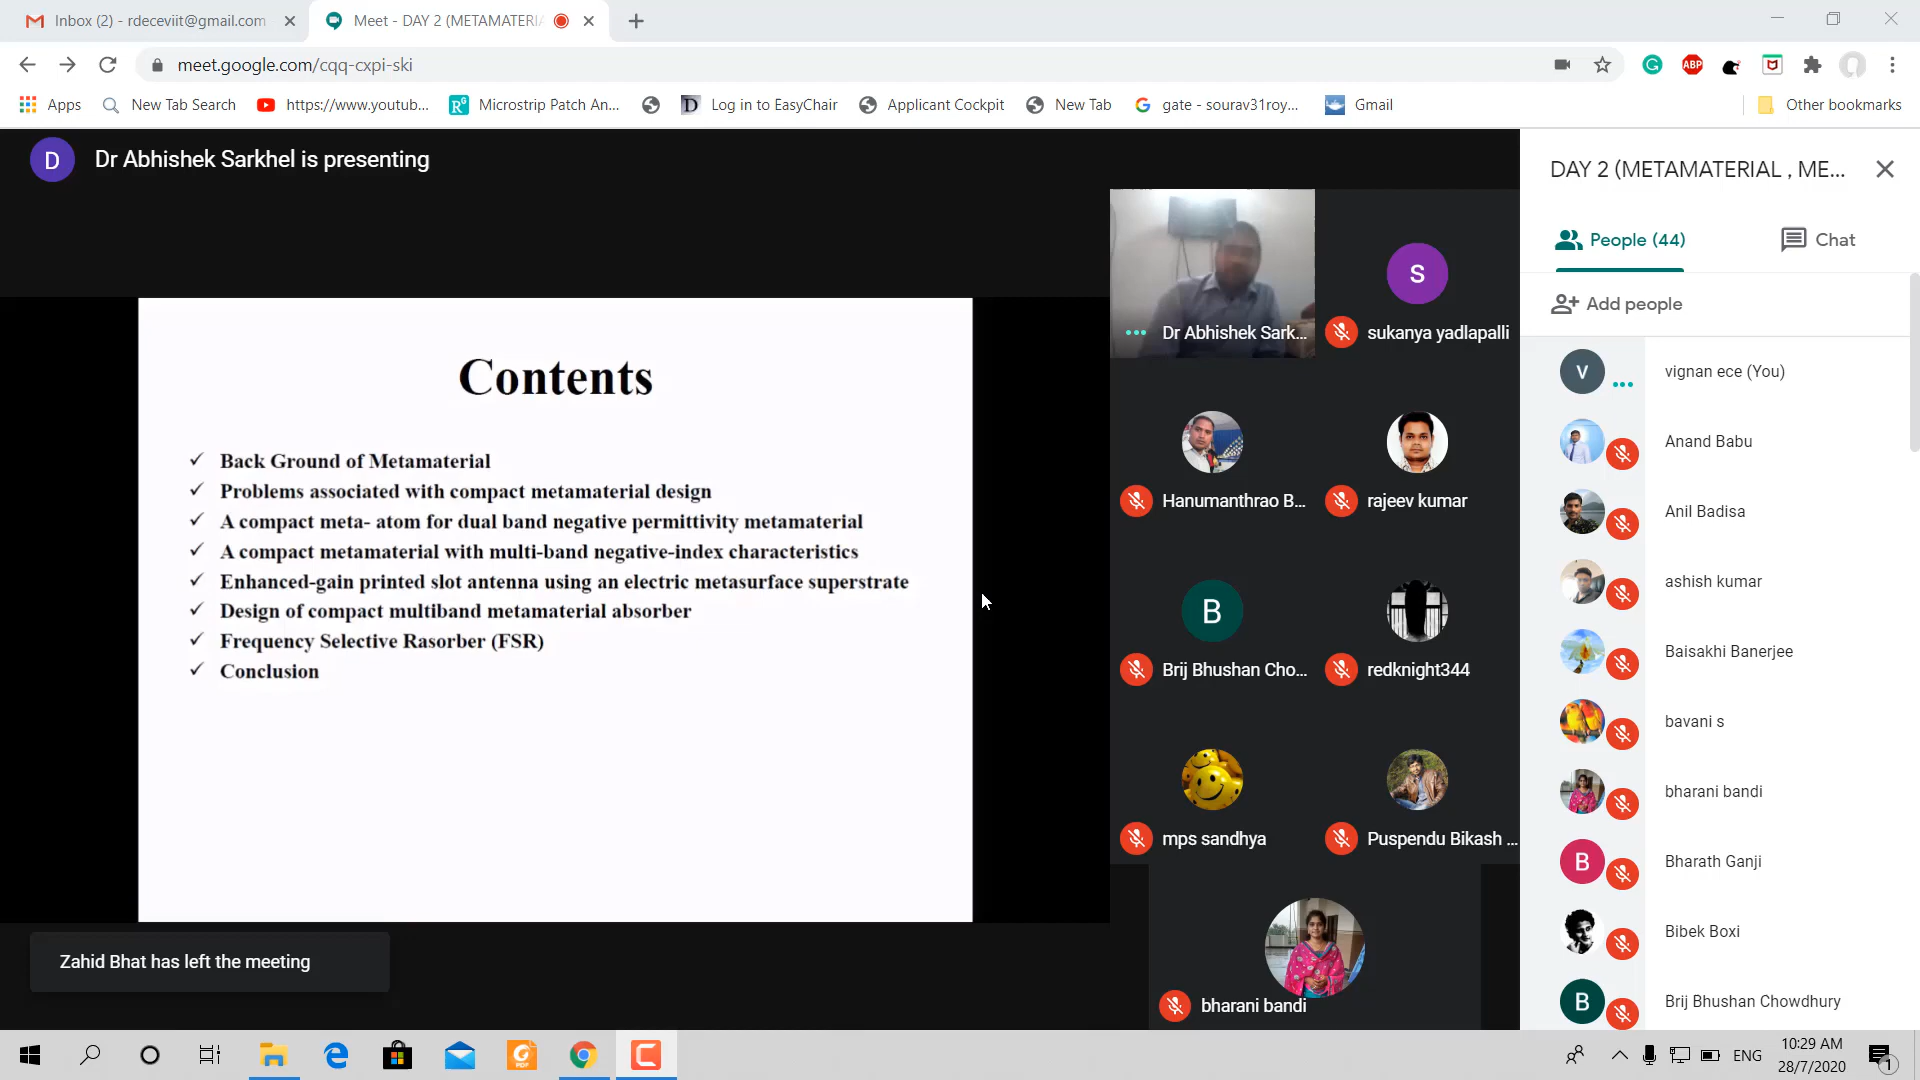 Inbox (2) - rdeceviit@gmail.com
Meet - DAY 2 (METAMATERIA
meet.google.com/cqq-cxpi-ski
ABP
Apps
New Tab Search
https://www.youtub...
Microstrip Patch An...
Log in to EasyChair
Applicant Cockpit
New Tab
gate - sourav31roy...
Gmail
Other bookmarks
D
Dr Abhishek Sarkhel is presenting
Contents
✓ Back Ground of Metamaterial
✓ Problems associated with compact metamaterial design
✓ A compact meta- atom for dual band negative permittivity metamaterial
✓ A compact metamaterial with multi-band negative-index characteristics
✓ Enhanced-gain printed slot antenna using an electric metasurface superstrate
✓ Design of compact multiband metamaterial absorber
✓ Frequency Selective Rasorber (FSR)
✓ Conclusion
Zahid Bhat has left the meeting
Dr Abhishek Sark...
S
sukanya yadlapalli
Hanumanthrao B...
rajeev kumar
B
Brij Bhushan Cho...
redknight344
mps sandhya
Puspendu Bikash ...
bharani bandi
DAY 2 (METAMATERIAL , ME...
People (44)
Chat
Add people
V
vignan ece (You)
Anand Babu
Anil Badisa
ashish kumar
Baisakhi Banerjee
bavani s
bharani bandi
B
Bharath Ganji
Bibek Boxi
B
Brij Bhushan Chowdhury
ENG
10:29 AM
28/7/2020
1